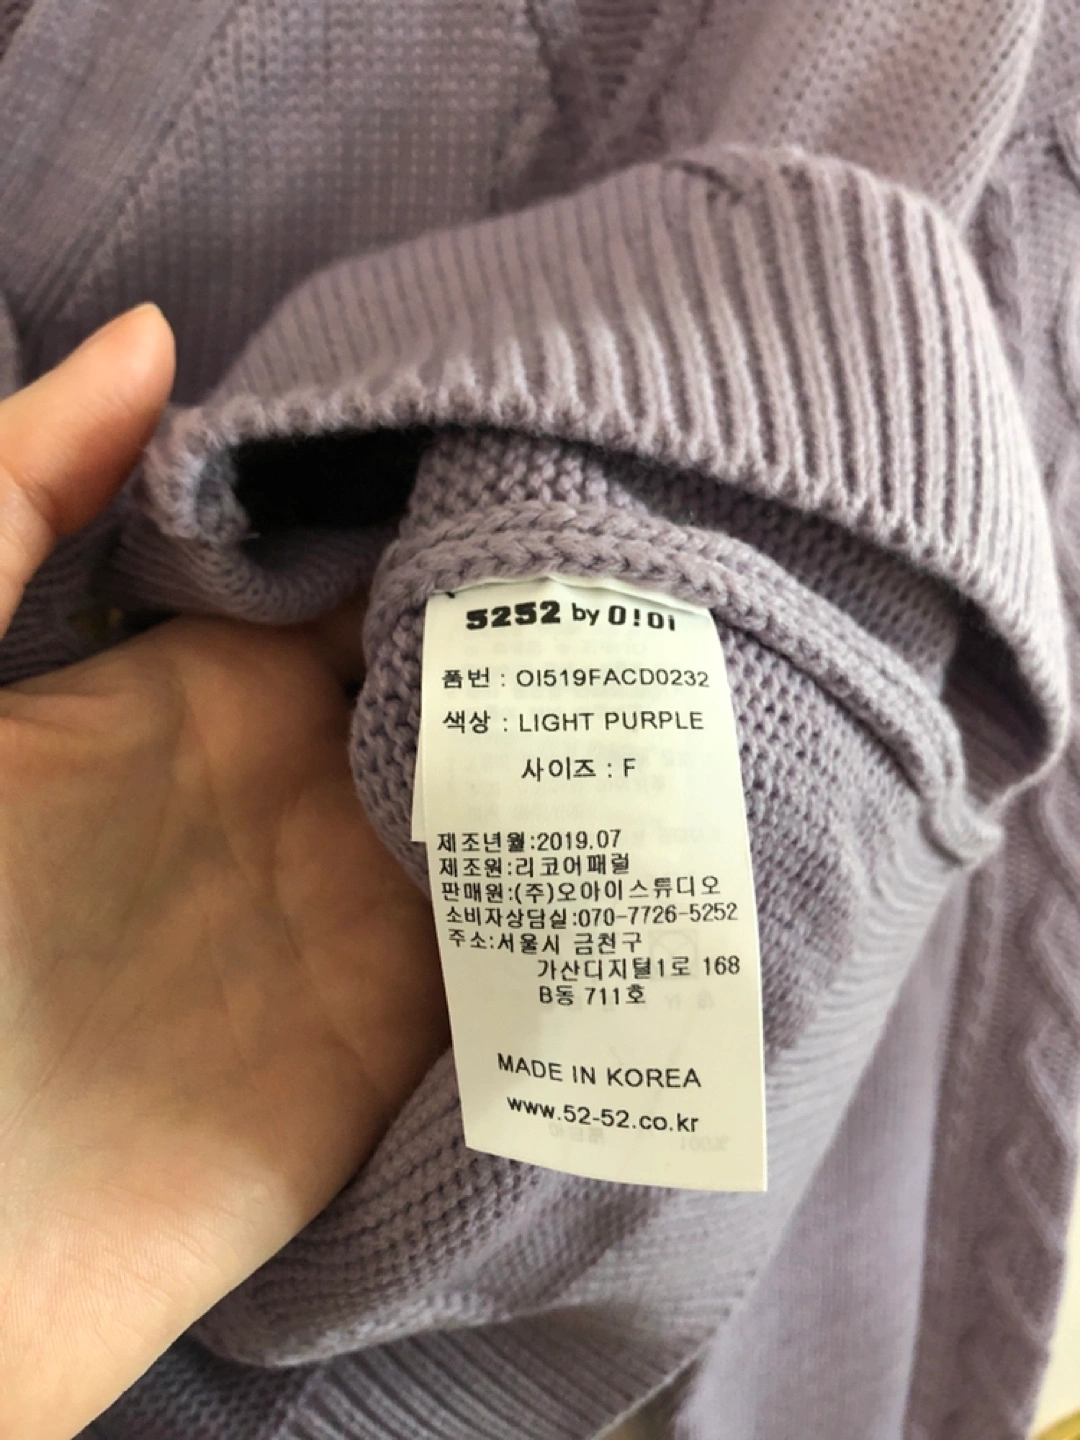 5252 by O!Oi
품번 : OI519FACD0232
색상 : LIGHT PURPLE
사이즈 : F
제조년월:2019.07
제조원:리코어패럴
판매원:(주)오아이스튜디오
소비자상담실:070-7726-5252
주소:서울시 금천구
가산디지털1로 168
B동 711호
MADE IN KOREA
www.52-52.co.kr